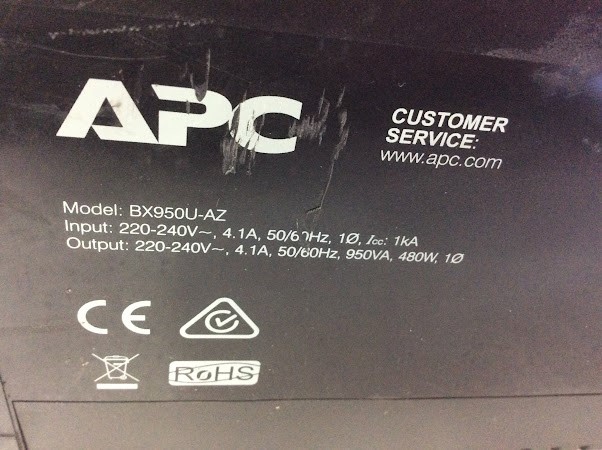 APC
CUSTOMER
SERVICE:
www.apc.com
Model: BX950U-AZ
Input: 220-240V~, 4.1A, 50/60Hz, 1Ø, Icc: 1kA
Output: 220-240V~, 4.1A, 50/60Hz, 950VA, 480W, 1Ø
CE
RoHS